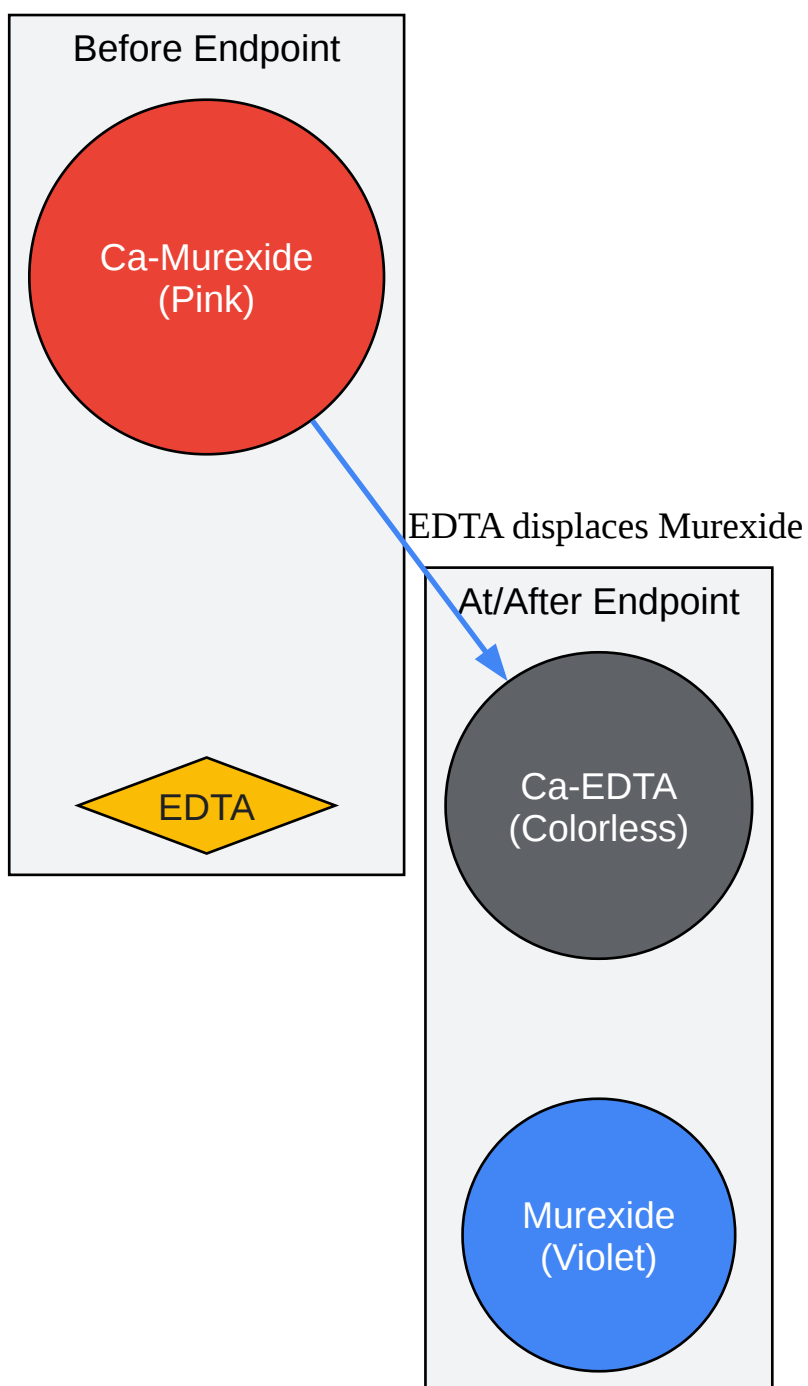 Before Endpoint
Ca-Murexide
(Pink)
EDTA displaces Murexide
At/After Endpoint
EDTA
Ca-EDTA
(Colorless)
Murexide
(Violet)